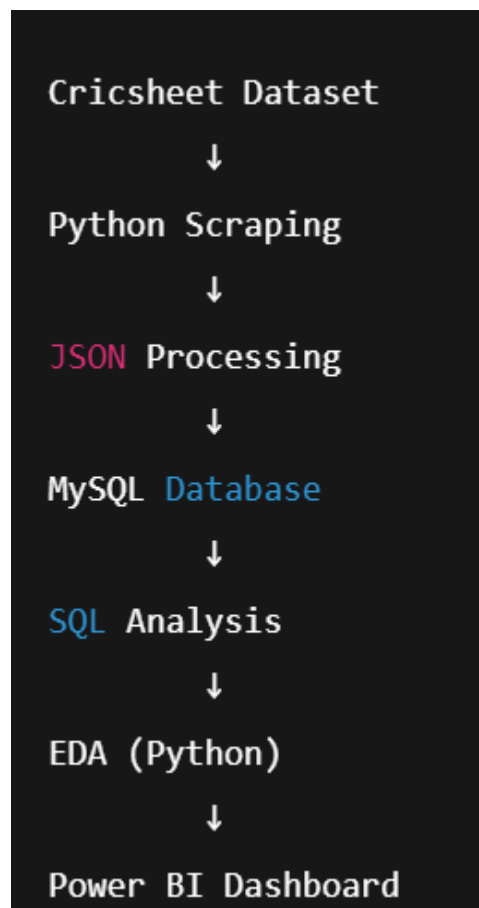 Cricsheet Dataset
↓
Python Scraping
↓
JSON Processing
↓
MySQL Database
↓
SQL Analysis
↓
EDA (Python)
↓
Power BI Dashboard